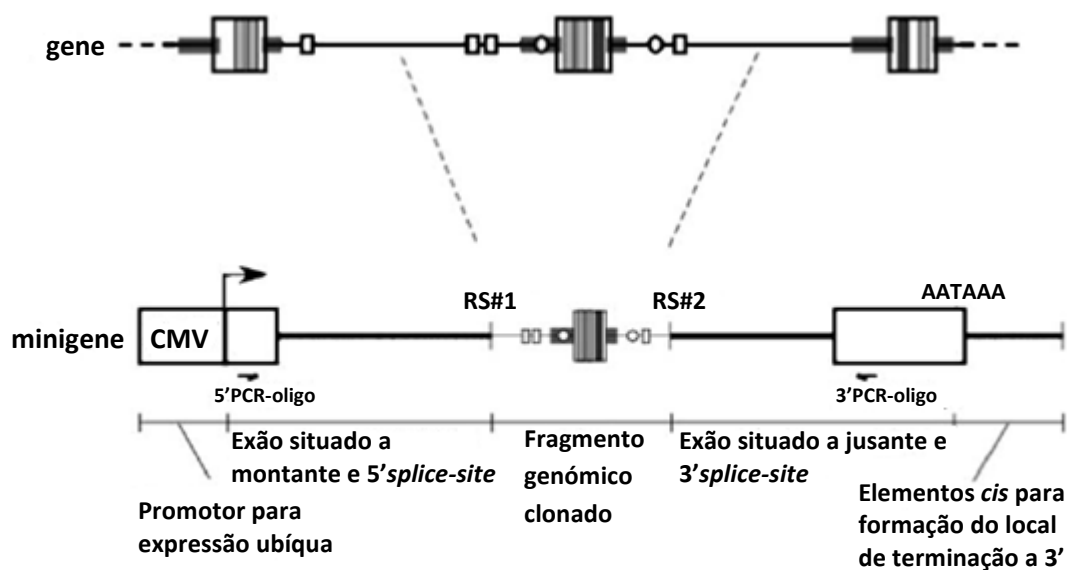 gene
RS#1
RS#2
AATAAA
minigene
CMV
5'PCR-oligo
3'PCR-oligo
Exão situado a
montante e 5'splice-site
Fragmento
genómico
clonado
Exão situado a jusante e
3'splice-site
Promotor para
expressão ubíqua
Elementos cis para
formação do local
de terminação a 3'